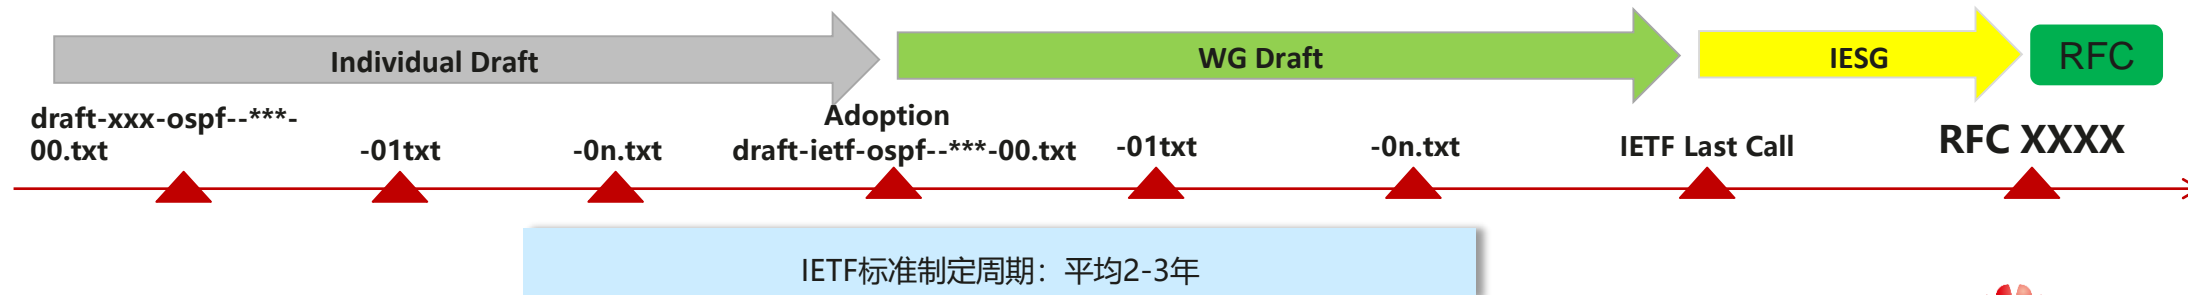 Individual Draft
WG Draft
IESG
RFC
draft-xxx-ospf--***-
00.txt
-01txt
-0n.txt
Adoption
draft-ietf-ospf--***-00.txt
-01txt
-0n.txt
IETF Last Call
RFC XXXX
IETF标准制定周期：平均2-3年